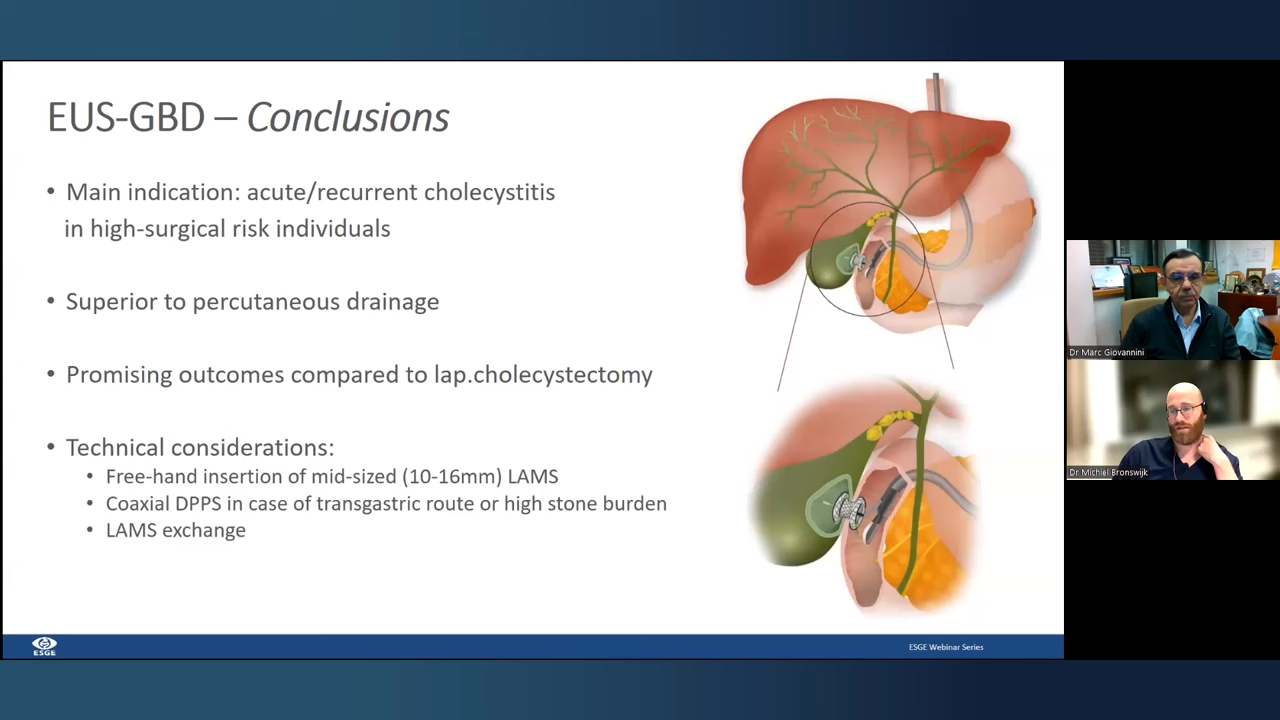 EUS-GBD – Conclusions
• Main indication: acute/recurrent cholecystitis
in high-surgical risk individuals
• Superior to percutaneous drainage
• Promising outcomes compared to lap.cholecystectomy
• Technical considerations:
• Free-hand insertion of mid-sized (10-16mm) LAMS
• Coaxial DPPS in case of transgastric route or high stone burden
• LAMS exchange
Dr Marc Giovannini
Dr Michiel Bronswijk
ESGE
ESGE Webinar Series